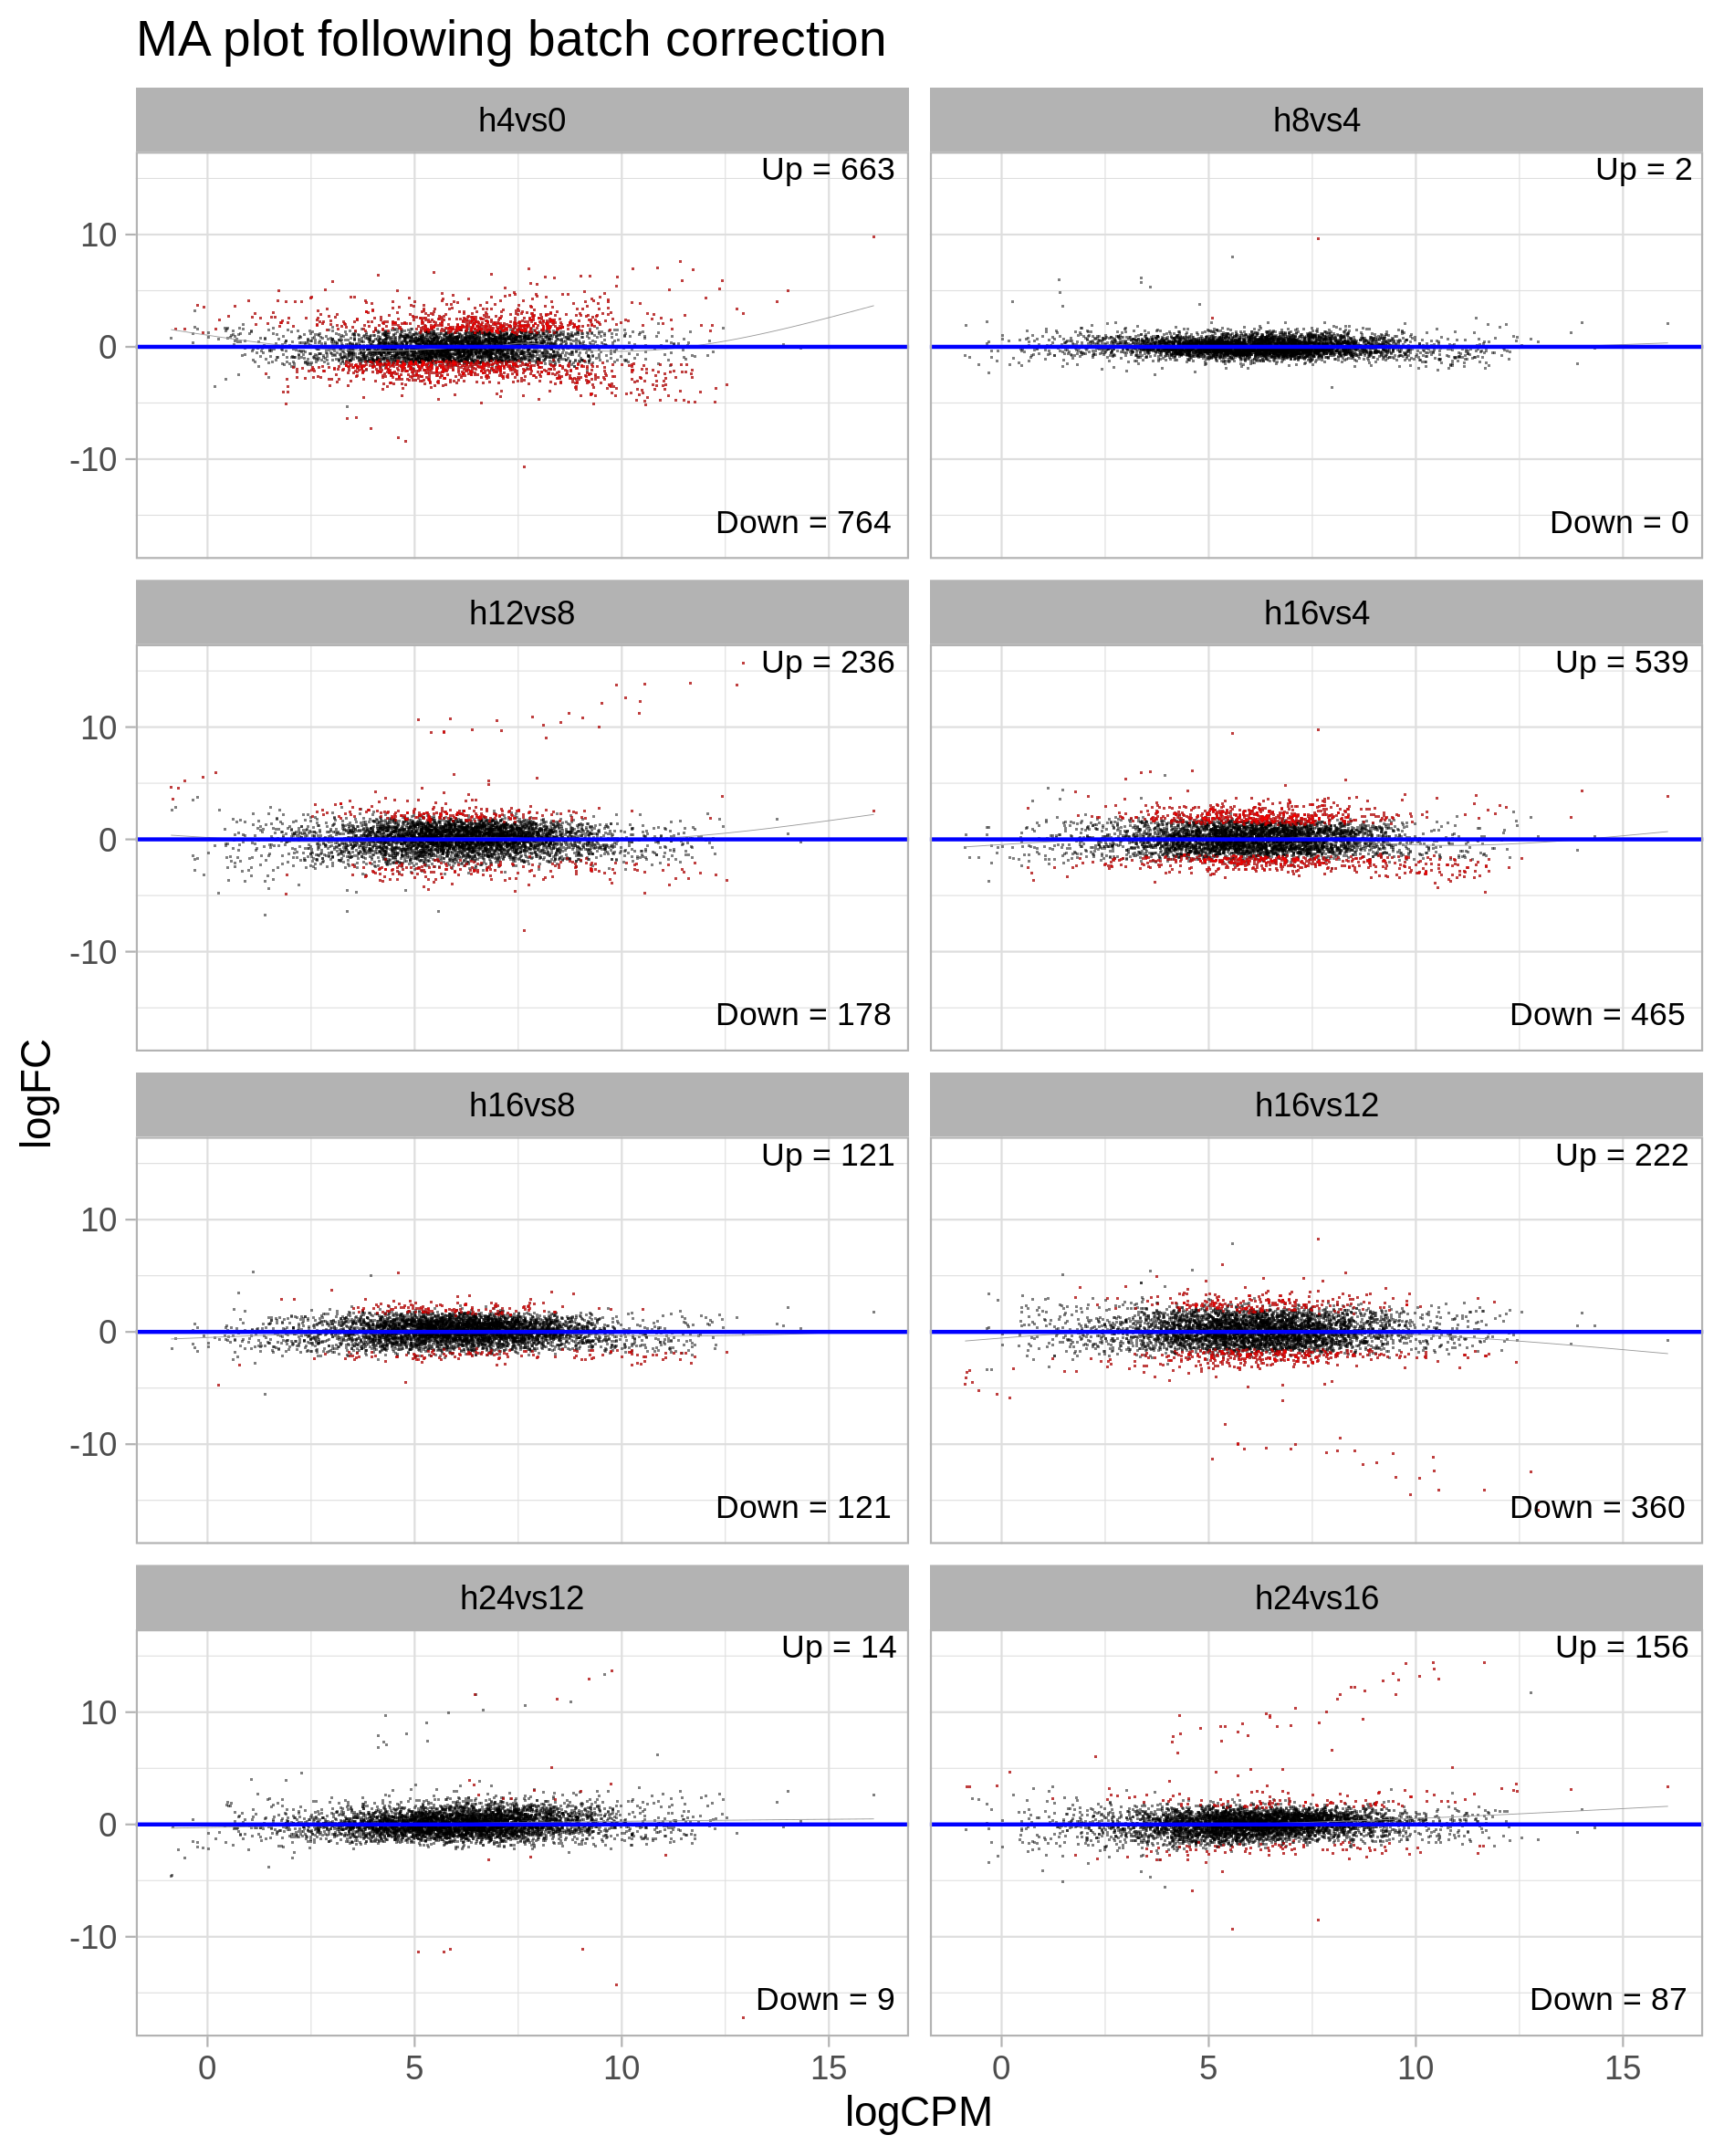 MA plot following batch correction
h4vs0
h8vs4
Up = 663
Up = 2
10
0
-10
Down = 764
Down = 0
h12vs8
h16vs4
Up = 236
Up = 539
10
0
-10
Down = 178
Down = 465
logFC
h16vs8
h16vs12
Up = 121
Up = 222
10
0
-10
Down = 121
Down = 360
h24vs12
h24vs16
Up = 14
Up = 156
10
0
-10
Down = 9
Down = 87
0 5 10 15
0 5 10 15
logCPM